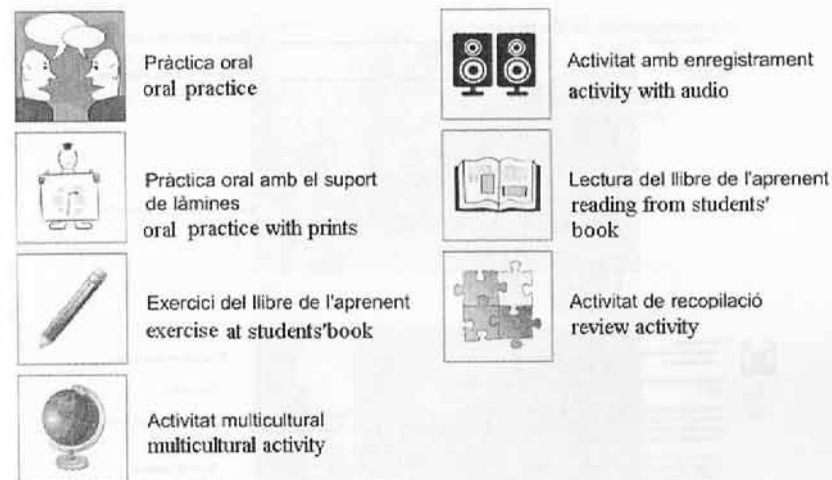 Pràctica oral
oral practice
Pràctica oral amb el suport
de làmines
oral practice with prints
Exercici del llibre de l'aprenent
exercise at students'book
Activitat multicultural
multicultural activity
Activitat amb enregistrament
activity with audio
Lectura del llibre de l'aprenent
reading from students'
book
Activitat de recopilació
review activity